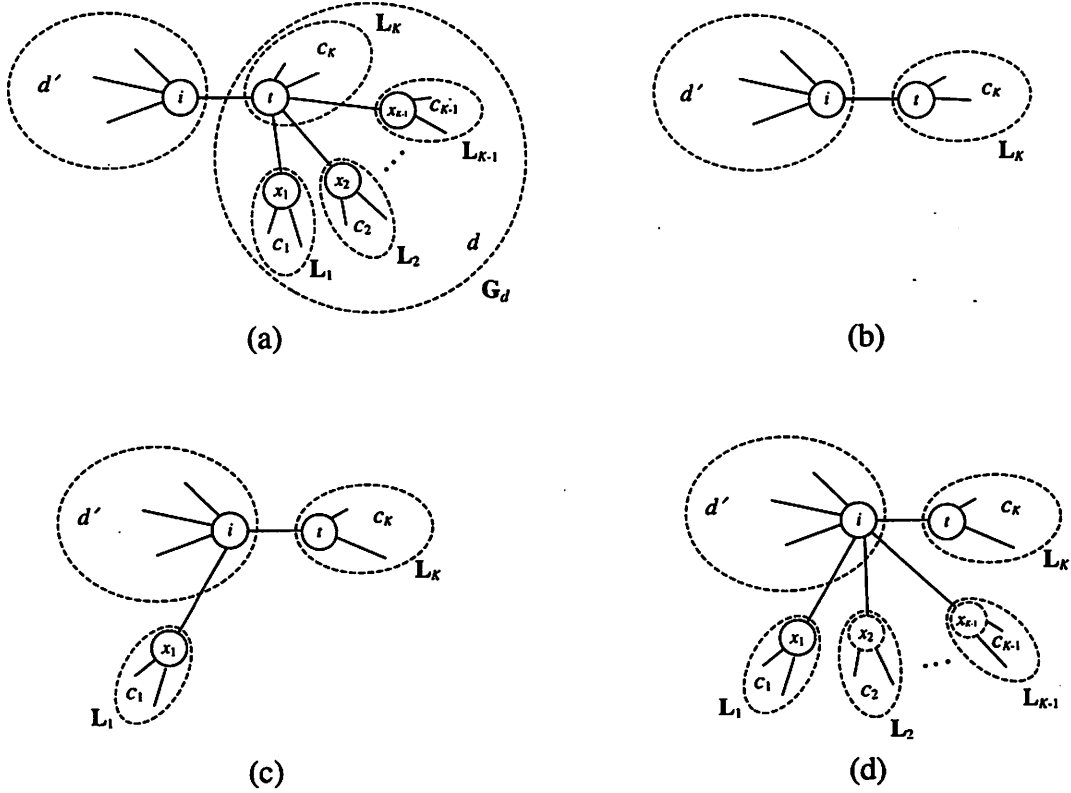 L_K
c_K
d′
i
t
x_{K-1}
c_{K-1}
L_{K-1}
x_1
x_2
c_1
c_2
L_1
L_2
d
G_d
(a)
d′
i
t
c_K
L_K
(b)
d′
i
t
c_K
L_K
x_1
c_1
L_1
(c)
d′
i
t
c_K
L_K
x_1
x_2
x_{K-1}
c_1
c_2
c_{K-1}
L_1
L_2
L_{K-1}
(d)